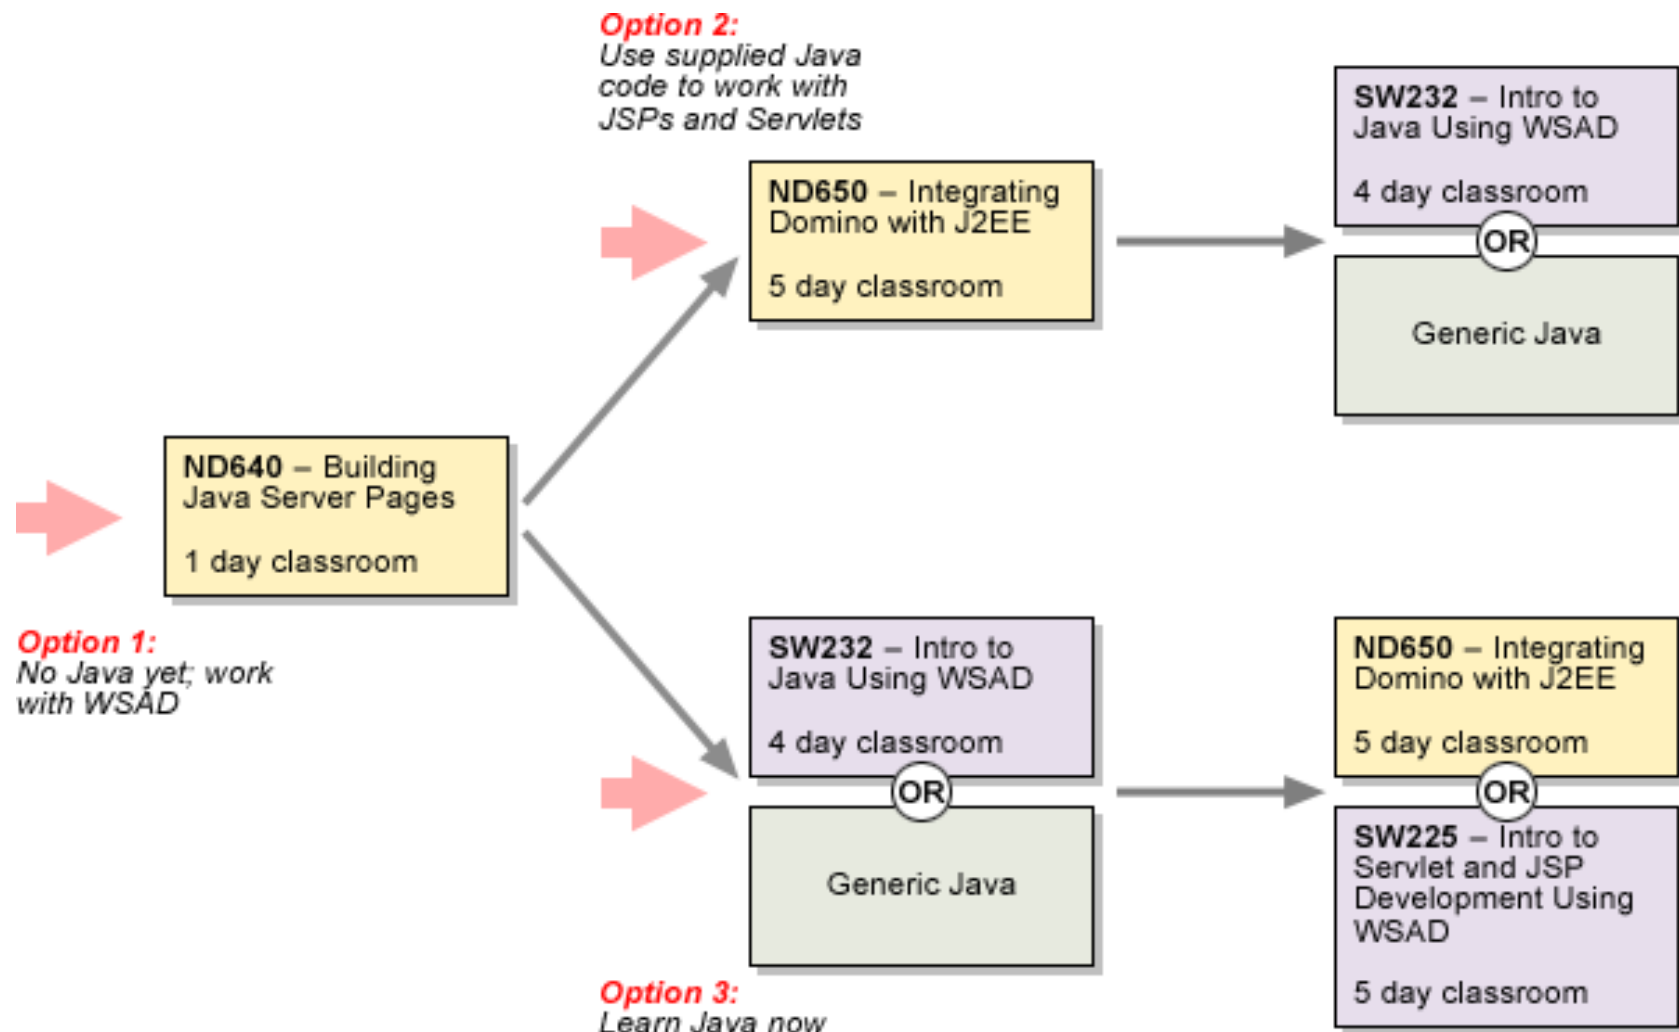 Option 2:
Use supplied Java
code to work with
JSPs and Servlets
SW232 – Intro to
Java Using WSAD
4 day classroom
OR
Generic Java
ND650 – Integrating
Domino with J2EE
5 day classroom
ND640 – Building
Java Server Pages
1 day classroom
Option 1:
No Java yet; work
with WSAD
SW232 – Intro to
Java Using WSAD
4 day classroom
OR
Generic Java
Option 3:
Learn Java now
ND650 – Integrating
Domino with J2EE
5 day classroom
OR
SW225 – Intro to
Servlet and JSP
Development Using
WSAD
5 day classroom